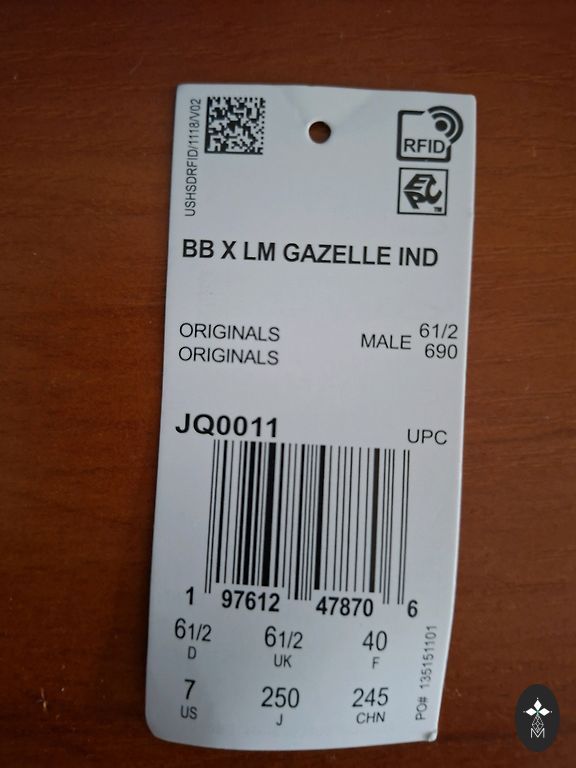 USHSDRFID/1118/V02
RFID
EPC™
BB X LM GAZELLE IND
ORIGINALS
ORIGINALS
MALE 61/2
690
JQ0011
UPC
1 97612 47870 6
61/2 61/2 40
D UK F
7 250 245
US J CHN
PO# 135151101
M